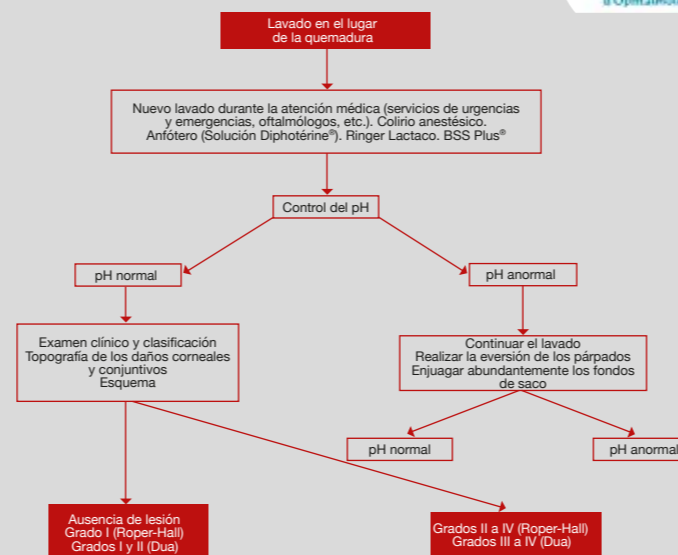 Lavado en el lugar
de la quemadura
Nuevo lavado durante la atención médica (servicios de urgencias
y emergencias, oftalmólogos, etc.). Colirio anestésico.
Anfótero (Solución Diphotérine®). Ringer Lactaco. BSS Plus®
Control del pH
pH normal
pH anormal
Examen clínico y clasificación
Topografía de los daños corneales
y conjuntivos
Esquema
Continuar el lavado
Realizar la eversión de los párpados
Enjuagar abundantemente los fondos
de saco
pH normal
pH anormal
Ausencia de lesión
Grado I (Roper-Hall)
Grados I y II (Dua)
Grados II a IV (Roper-Hall)
Grados III a IV (Dua)